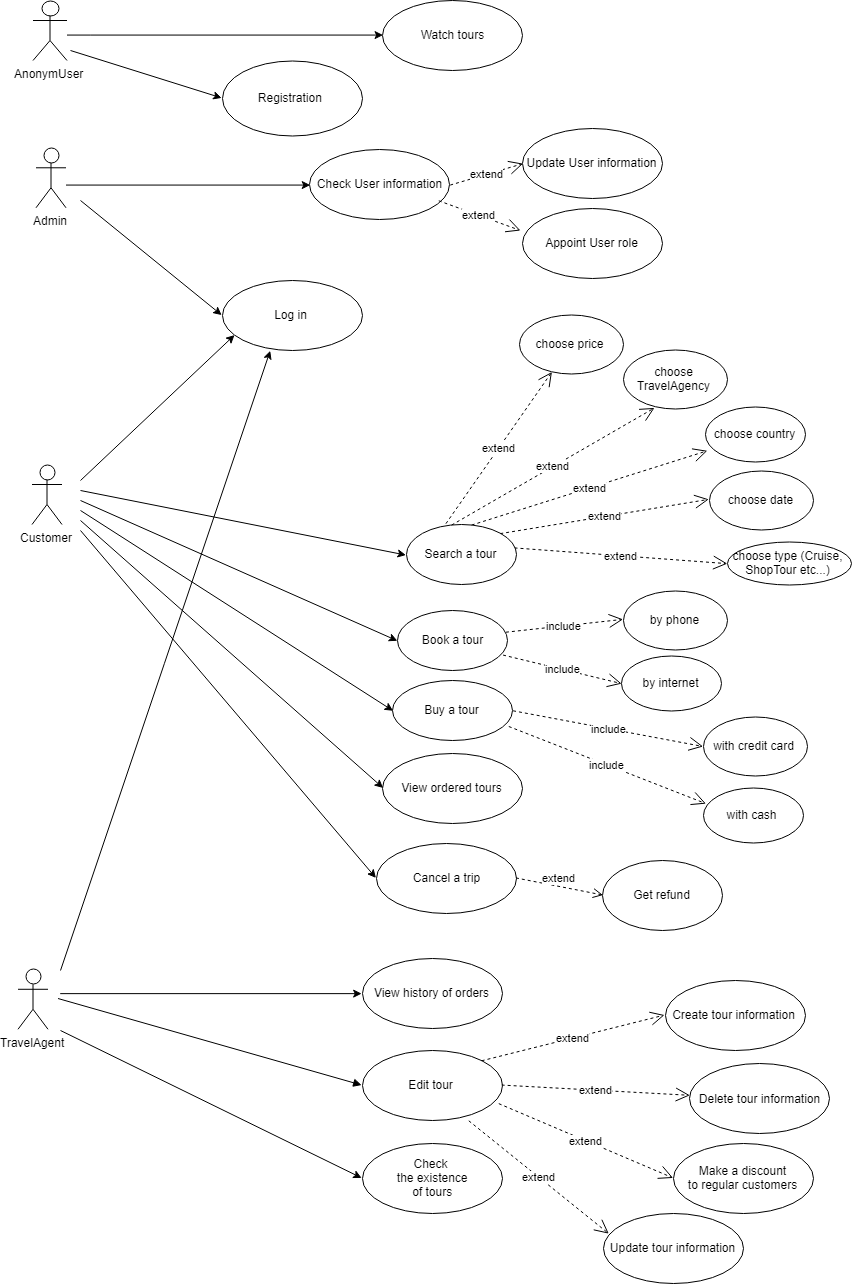 Watch tours
AnonymUser
Registration
Check User information
extend
Update User information
extend
Appoint User role
Admin
Log in
choose price
choose
TravelAgency
choose country
choose date
choose type (Cruise,
ShopTour etc...)
extend
extend
extend
extend
extend
Customer
Search a tour
Book a tour
include
by phone
include
by internet
Buy a tour
include
with credit card
include
with cash
View ordered tours
Cancel a trip
extend
Get refund
TravelAgent
View history of orders
Edit tour
extend
Create tour information
extend
Delete tour information
extend
Make a discount
to regular customers
extend
Update tour information
Check
the existence
of tours